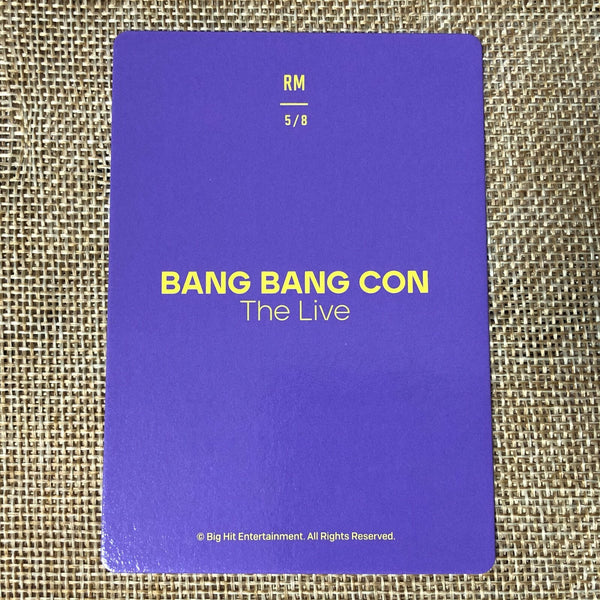 RM
5/8
BANG BANG CON
The Live
© Big Hit Entertainment. All Rights Reserved.